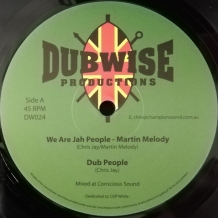 DUBWISE
PRODUCTIONS
Side A
45 RPM
DW024
We Are Jah People - Martin Melody
(Chris Jay/Martin Melody)
Dub People
(Chris Jay)
Mixed at Conscious Sound